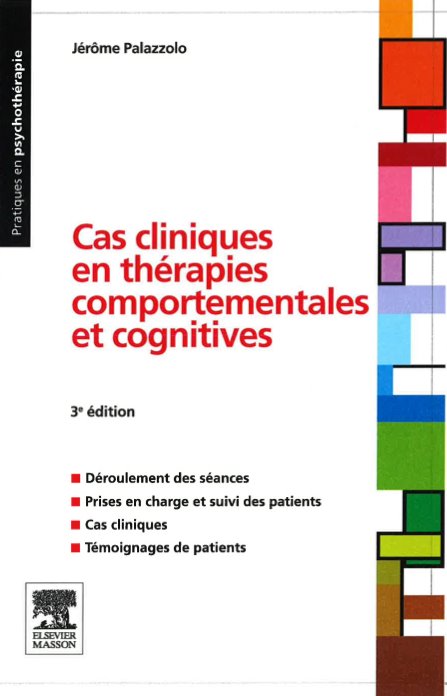 Pratiques en psychothérapie
Jérôme Palazzolo
Cas cliniques
en thérapies
comportementales
et cognitives
3e édition
Déroulement des séances
Prises en charge et suivi des patients
Cas cliniques
Témoignages de patients
ELSEVIER
MASSON